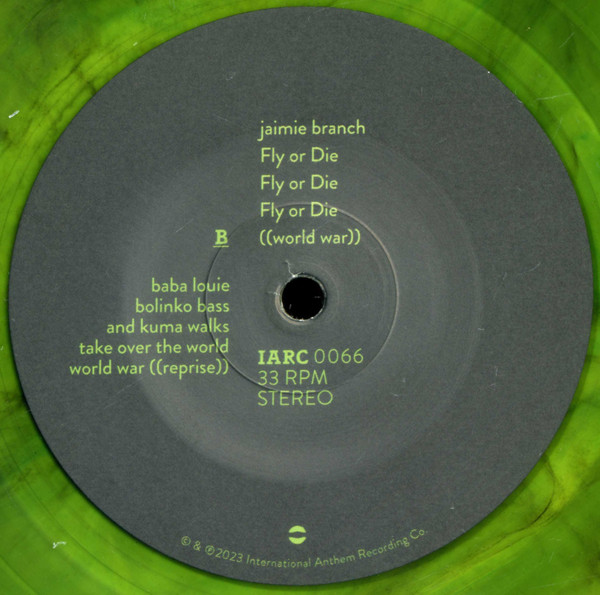 jaimie branch
Fly or Die
Fly or Die
Fly or Die
((world war))
B
baba louie
bolinko bass
and kuma walks
take over the world
world war ((reprise))
IARC 0066
33 RPM
STEREO
© & ℗2023 International Anthem Recording Co.